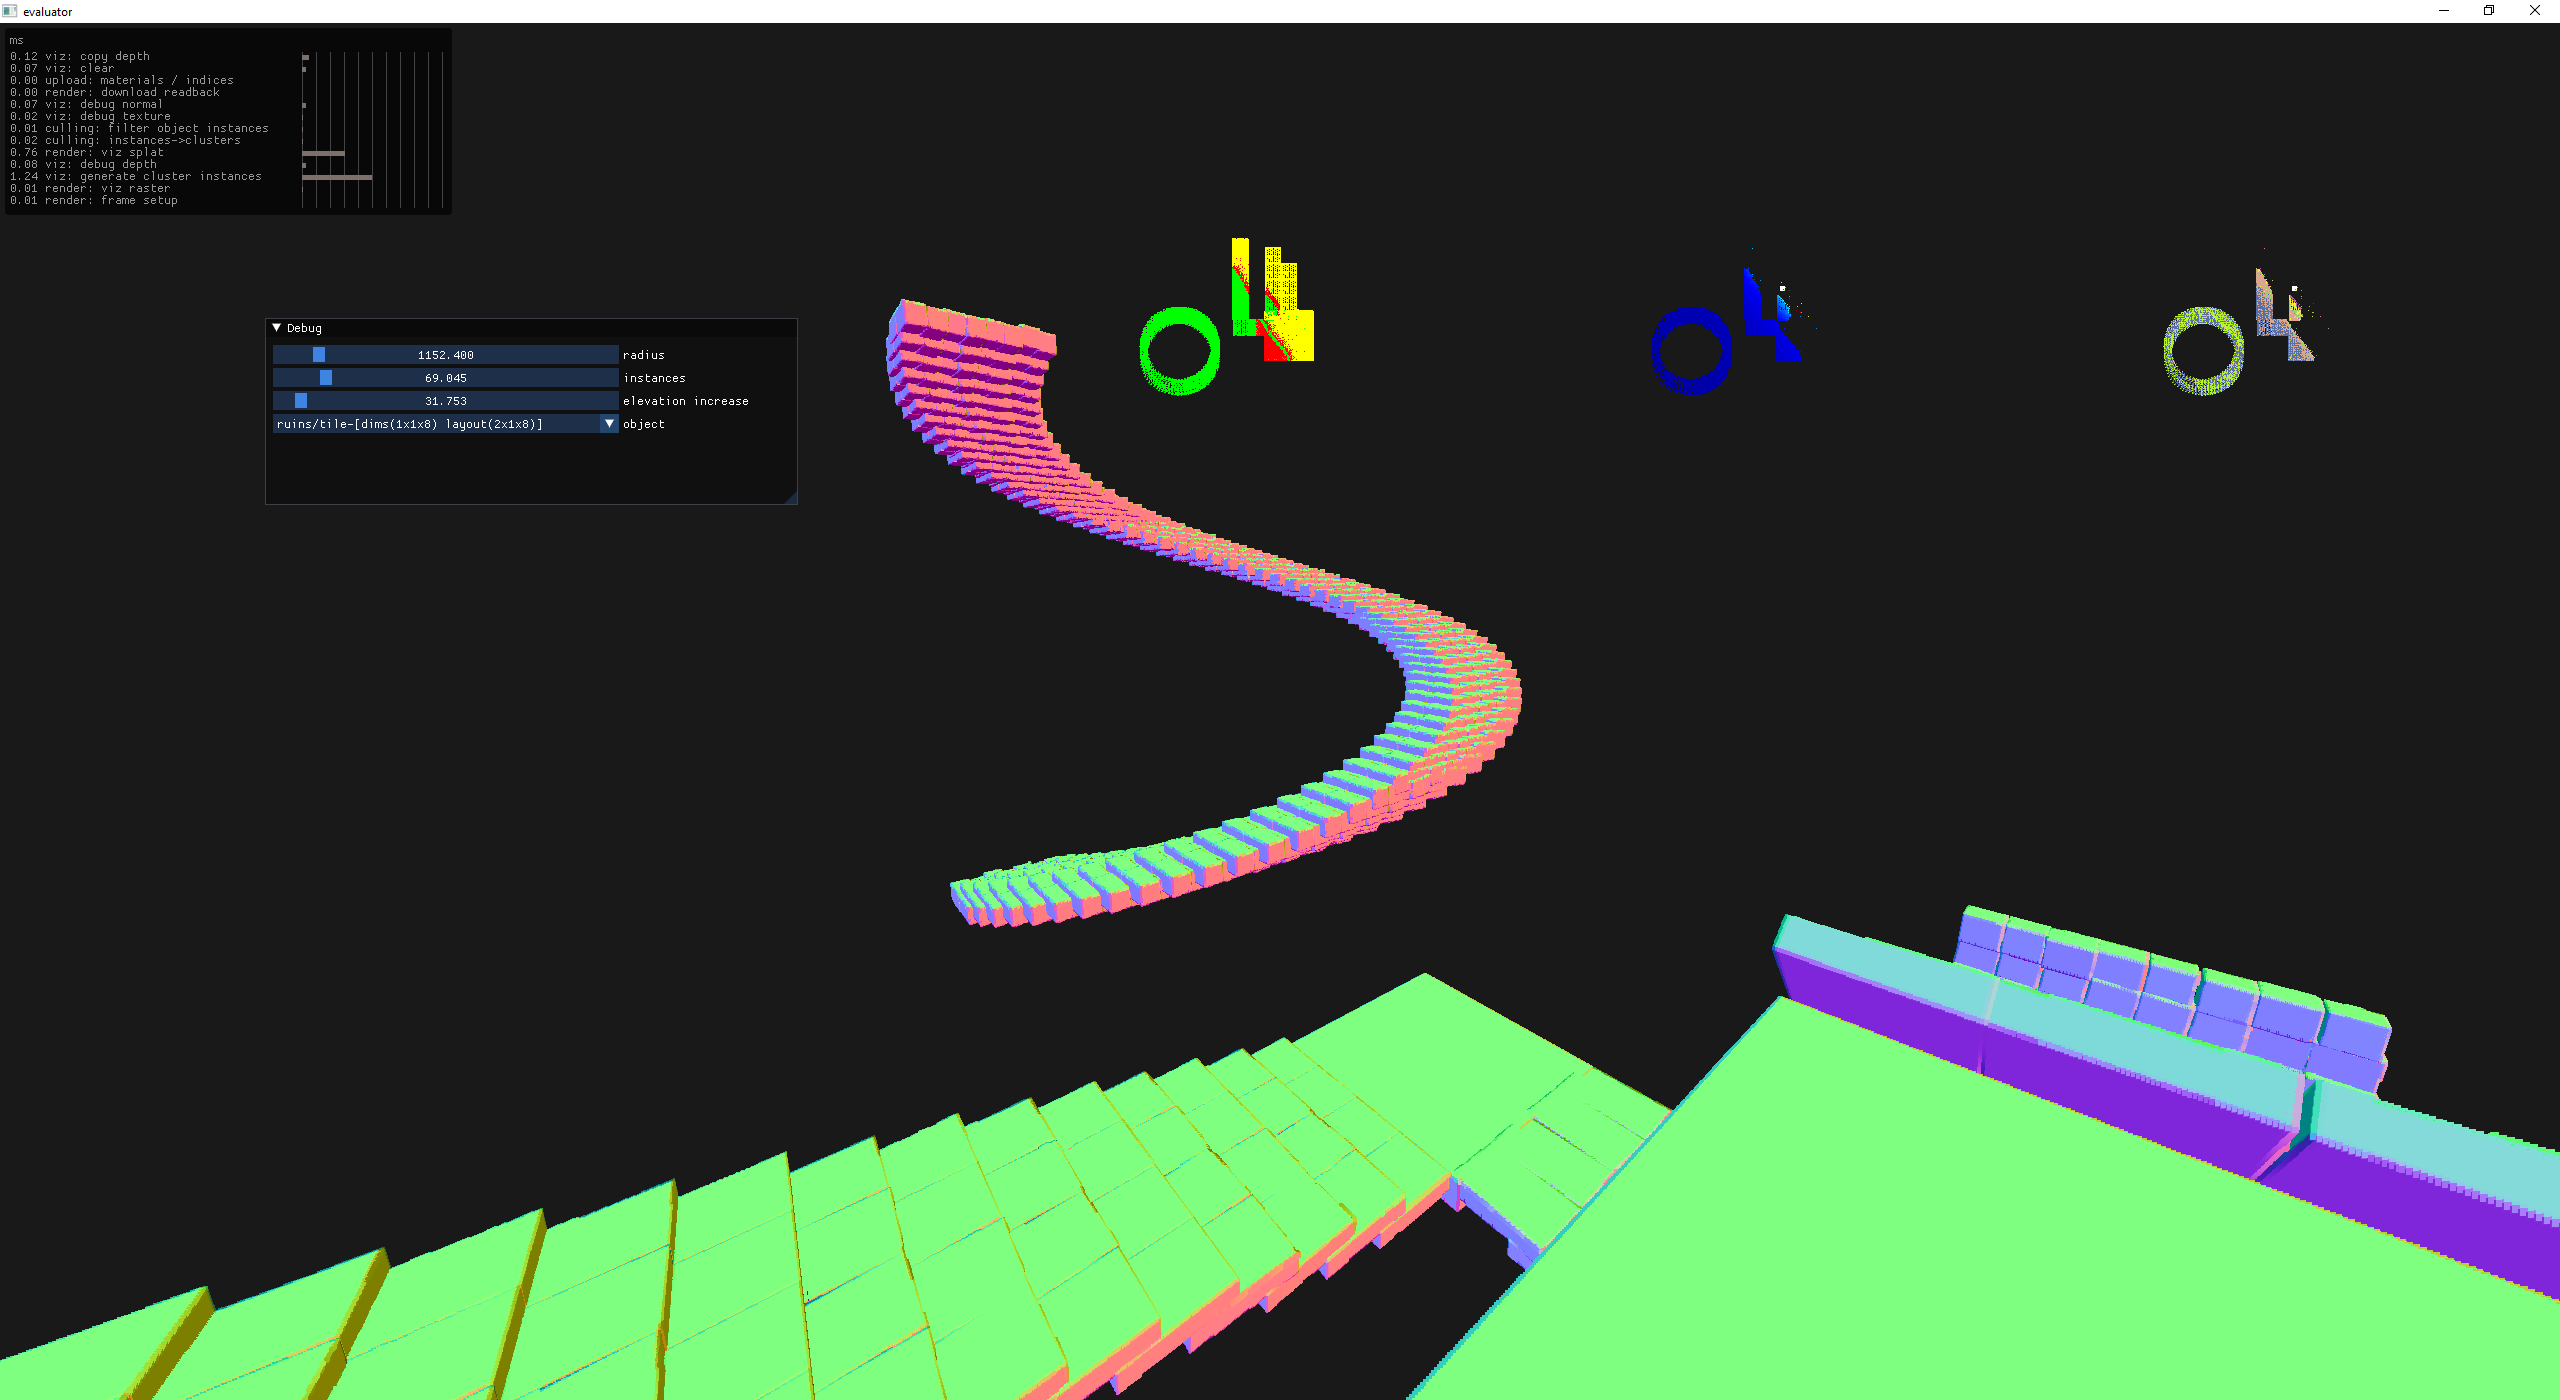 evaluator
ms
0.12 viz: copy depth
0.07 viz: clear
0.00 upload: materials / indices
0.00 render: download readback
0.07 viz: debug normal
0.02 viz: debug texture
0.01 culling: filter object instances
0.02 culling: instances->clusters
0.76 render: viz splat
0.08 viz: debug depth
1.24 viz: generate cluster instances
0.01 render: viz raster
0.01 render: frame setup
Debug
1152.400 radius
69.045 instances
31.753 elevation increase
ruins/tile-[dims(1x1x8) layout(2x1x8)] object